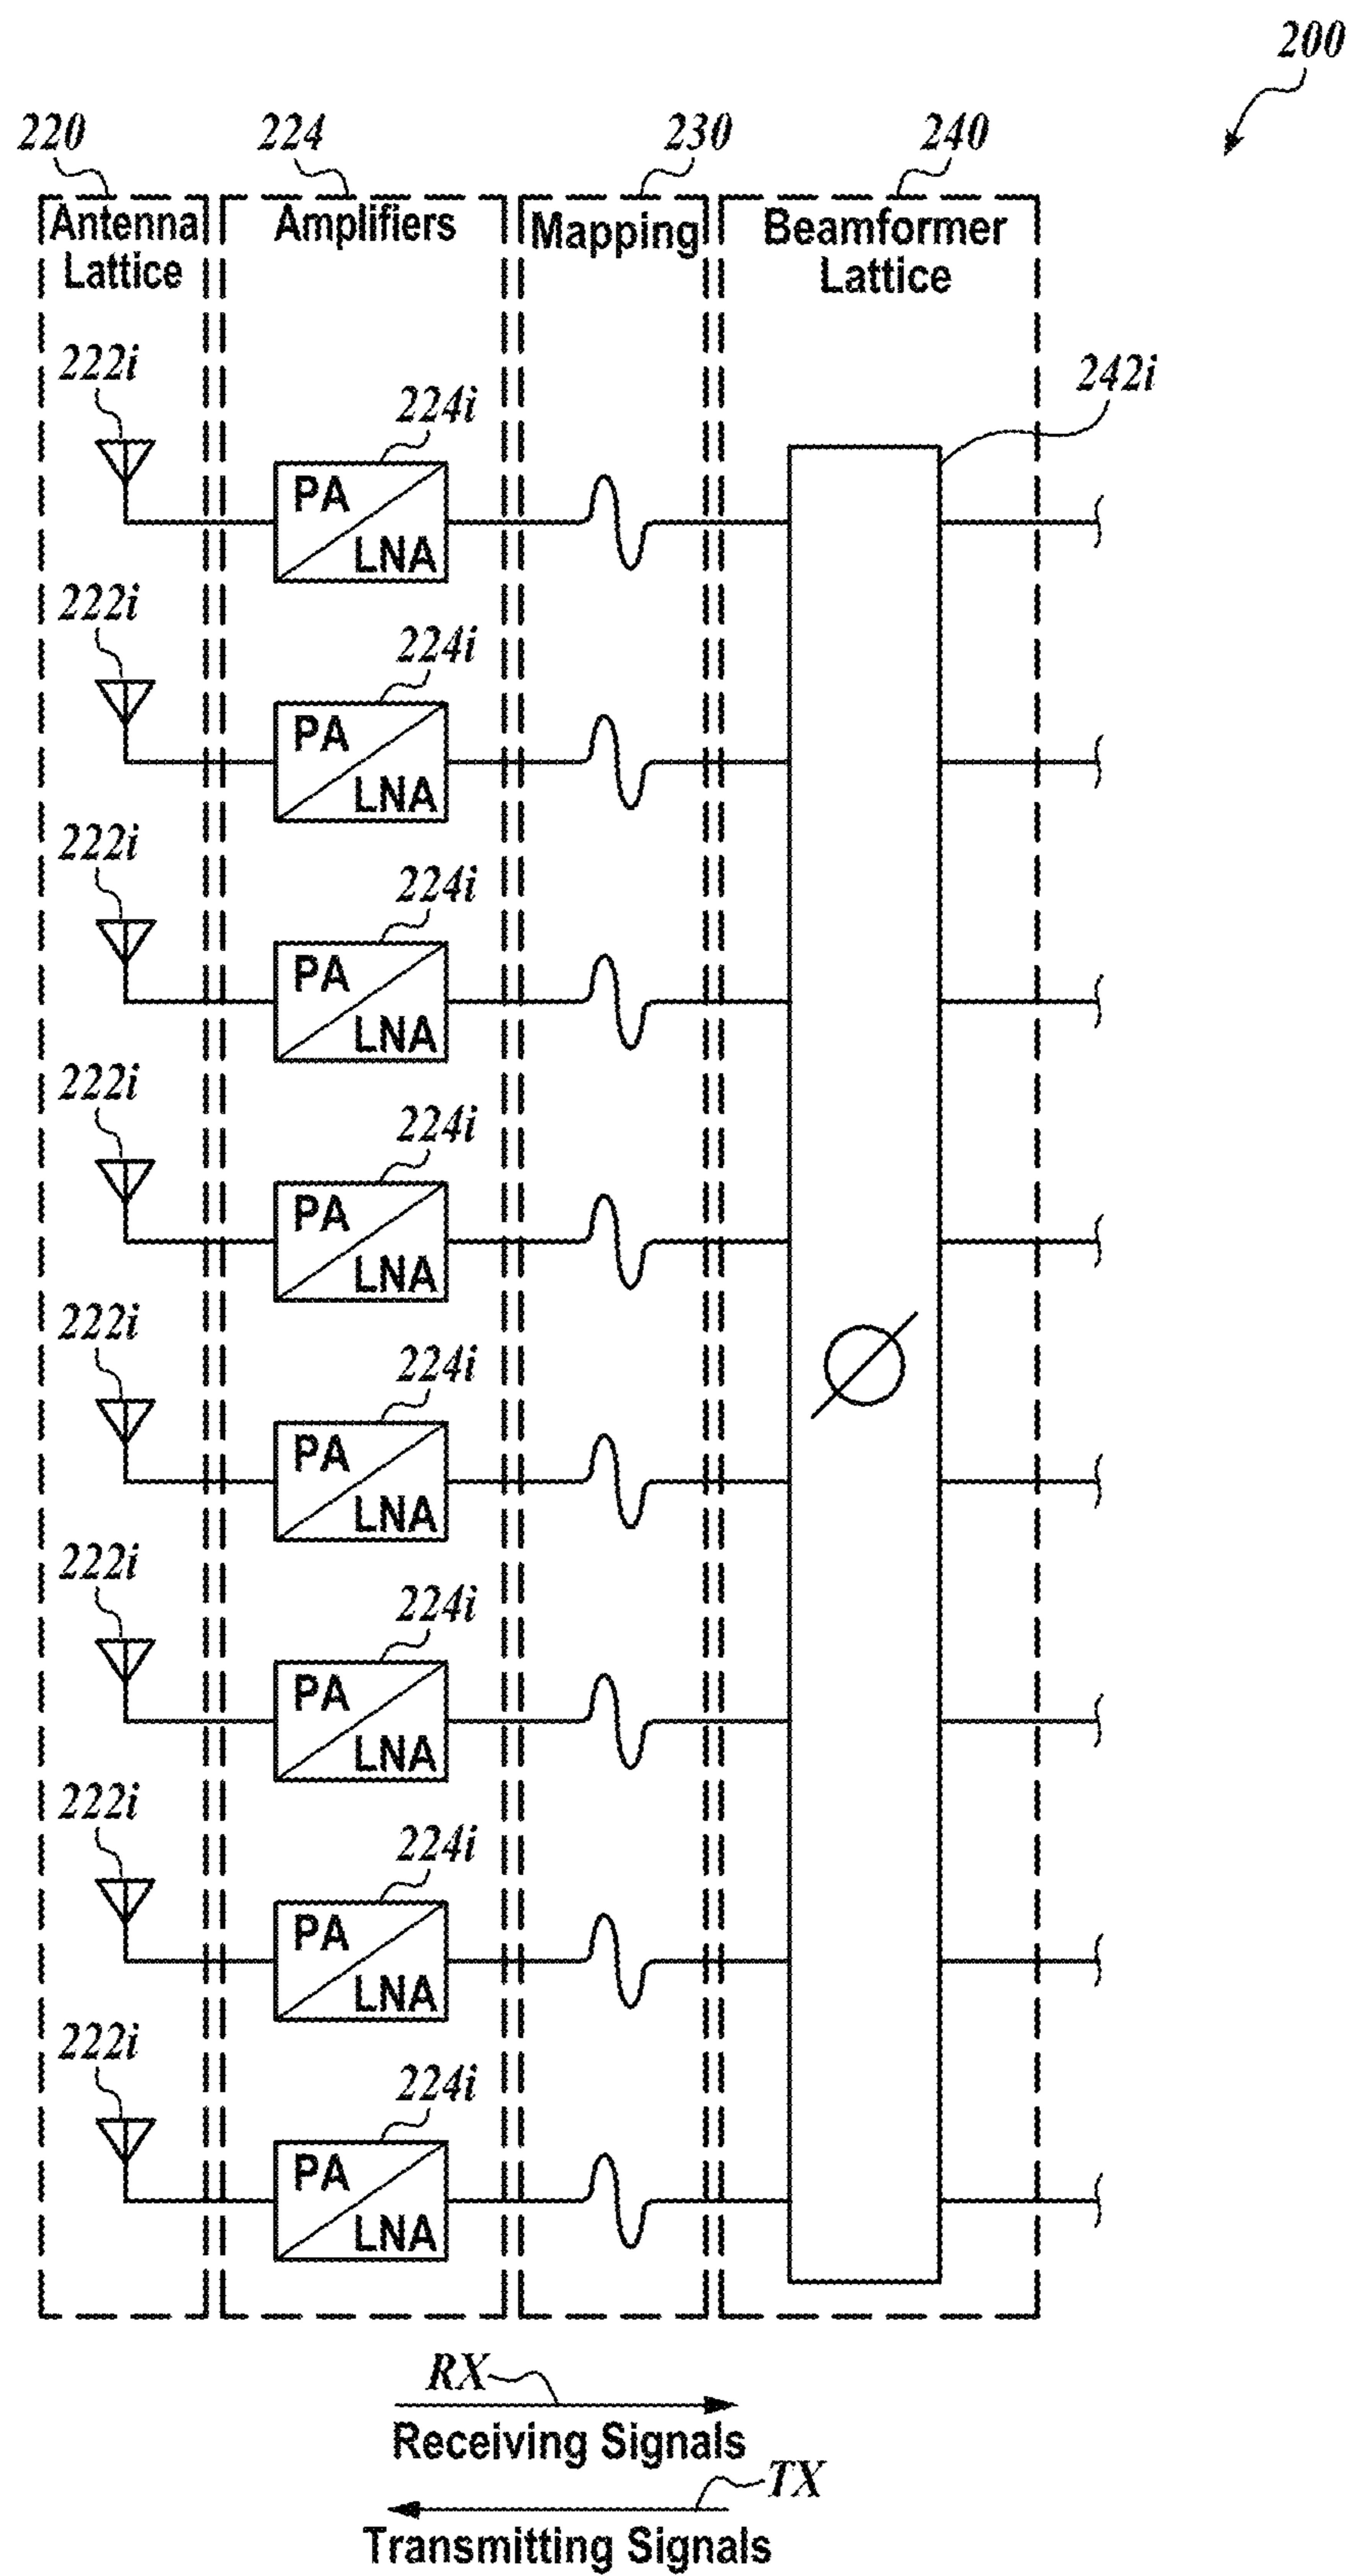 200
220
224
230
240
Antenna
Lattice
Amplifiers
Mapping
Beamformer
Lattice
222i
224i
242i
PA
LNA
222i
224i
PA
LNA
222i
224i
PA
LNA
222i
224i
PA
LNA
222i
224i
PA
LNA
222i
224i
PA
LNA
222i
224i
PA
LNA
222i
224i
PA
LNA
RX
Receiving Signals
TX
Transmitting Signals